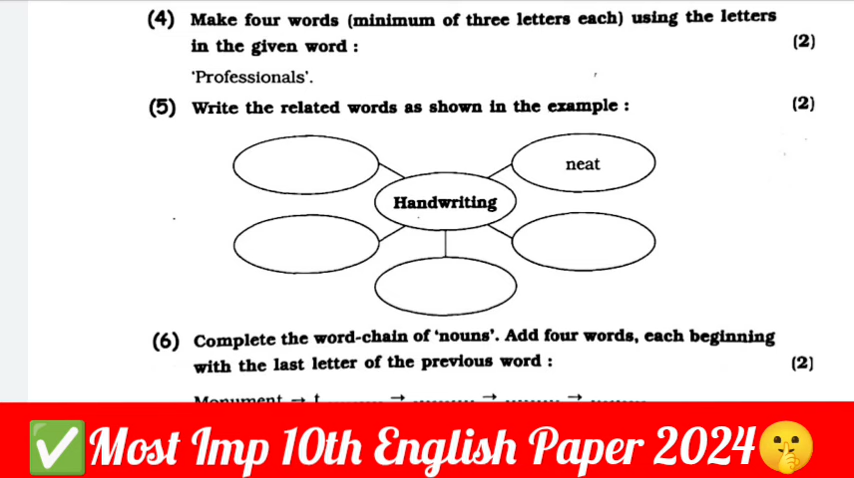 (4) Make four words (minimum of three letters each) using the letters
in the given word : (2)
'Professionals'.
(5) Write the related words as shown in the example : (2)
neat
Handwriting
(6) Complete the word-chain of 'nouns'. Add four words, each beginning
with the last letter of the previous word : (2)
Monument → t .......... → .......... → ......... → .........
✅Most Imp 10th English Paper 2024🤫